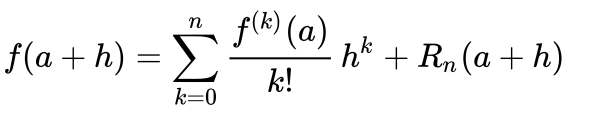 f(a + h) = \sum_{k=0}^{n} \frac{f^{(k)}(a)}{k!} h^k + R_n(a + h)